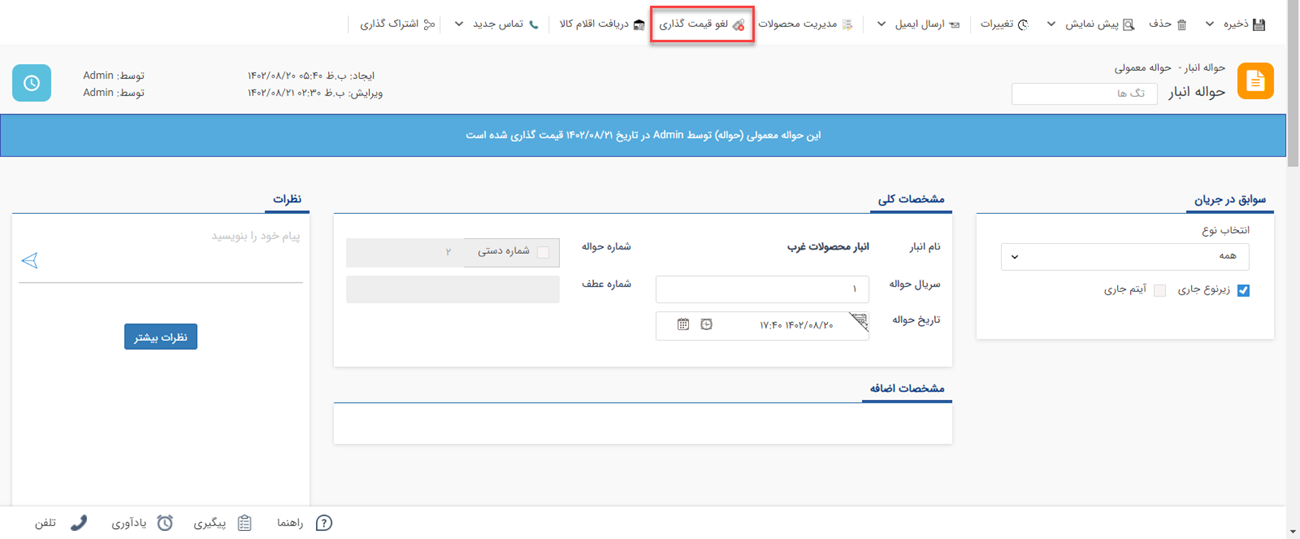 ذخیره حذف پیش نمایش تغییرات ارسال ایمیل مدیریت محصولات لغو قیمت گذاری دریافت اقلام کالا تماس جدید اشتراک گذاری
حواله انبار - حواله معمولی
حواله انبار
تگ ها
ایجاد: ب.ظ ۰۵:۴۰ ۱۴۰۲/۰۸/۲۰ توسط: Admin
ویرایش: ب.ظ ۰۲:۳۰ ۱۴۰۲/۰۸/۲۱ توسط: Admin
این حواله معمولی (حواله) توسط Admin در تاریخ ۱۴۰۲/۰۸/۲۱ قیمت گذاری شده است
سوابق در جریان
انتخاب نوع
همه
زیرنوع جاری آیتم جاری
مشخصات کلی
نام انبار انبار محصولات غرب شماره حواله شماره دستی ۲
سریال حواله ۱ شماره عطف
تاریخ حواله ۱۴۰۲/۰۸/۲۰ ۱۷:۴۰
مشخصات اضافه
نظرات
پیام خود را بنویسید
نظرات بیشتر
راهنما پیگیری یادآوری تلفن